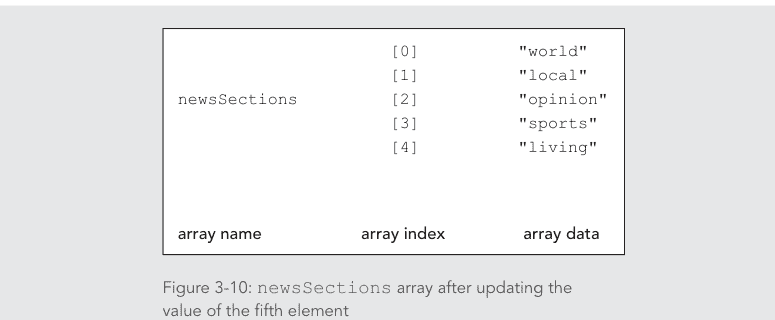 [0] "world"
[1] "local"
newsSections [2] "opinion"
[3] "sports"
[4] "living"
array name array index array data
Figure 3-10: newsSections array after updating the
value of the fifth element